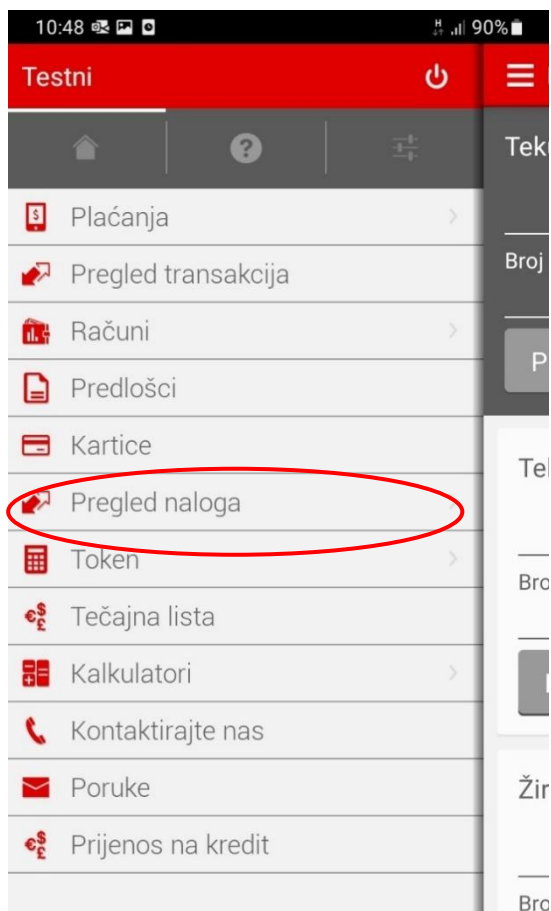 10:48 90%
Testni
Plaćanja
Pregled transakcija
Računi
Predlošci
Kartice
Pregled naloga
Token
Tečajna lista
Kalkulatori
Kontaktirajte nas
Poruke
Prijenos na kredit
Broj